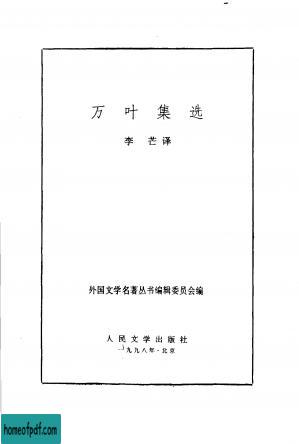 万叶集选
李芒译
外国文学名著丛书编辑委员会编
人民文学出版社
一九九八年·北京
homeofpdf.com